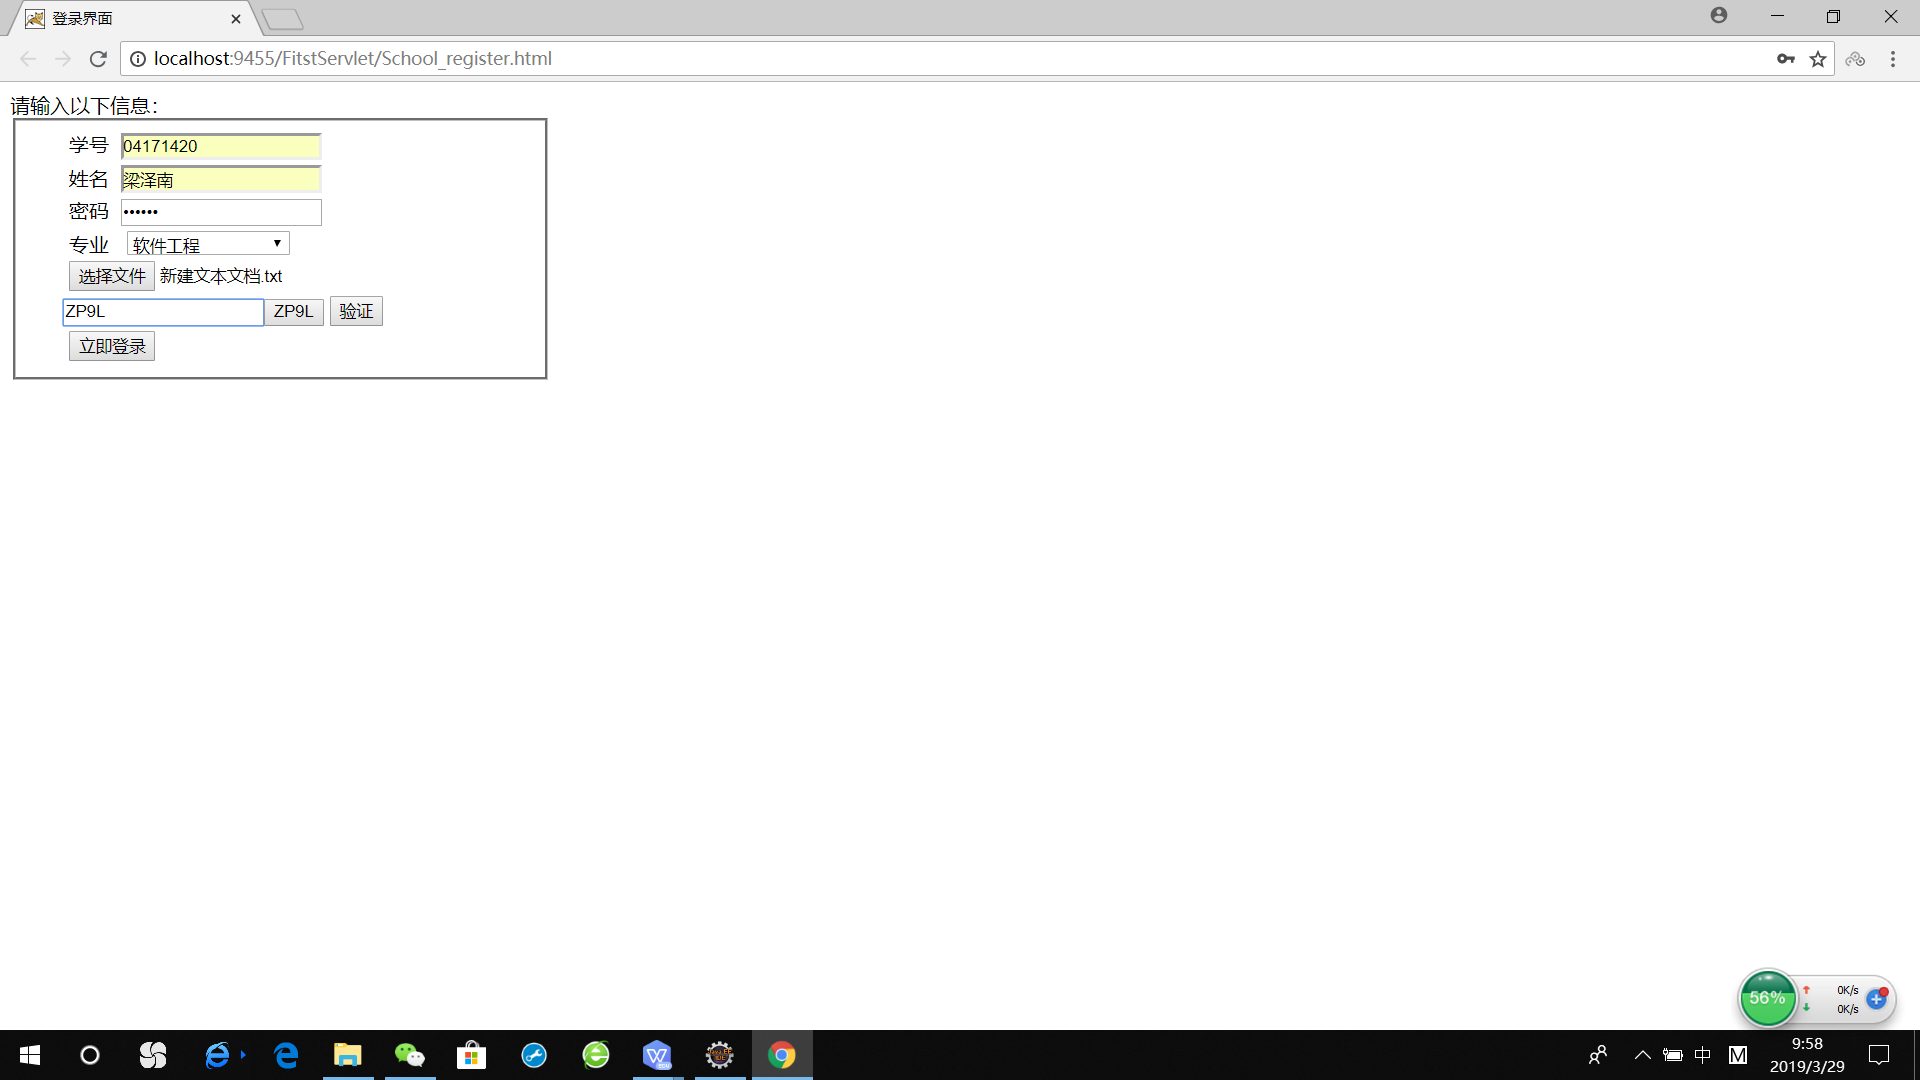 登录界面
localhost:9455/FitstServlet/School_register.html
请输入以下信息：
学号 04171420
姓名 梁泽南
密码 ••••••
专业 软件工程
选择文件 新建文本文档.txt
ZP9L ZP9L 验证
立即登录
56% 0K/s
0K/s
中 M 9:58
2019/3/29